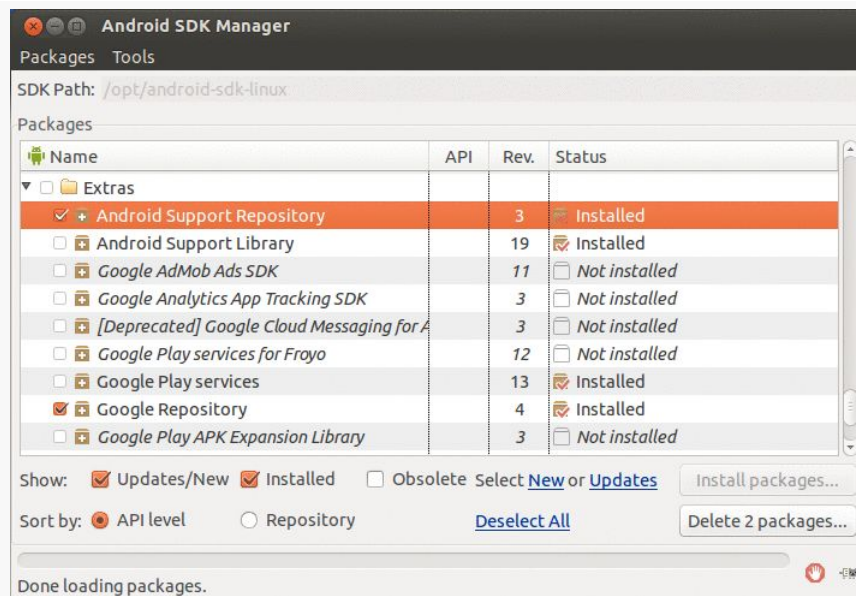 Android SDK Manager
Packages Tools
SDK Path: /opt/android-sdk-linux
Packages
Name API Rev. Status
Extras
Android Support Repository 3 Installed
Android Support Library 19 Installed
Google AdMob Ads SDK 11 Not installed
Google Analytics App Tracking SDK 3 Not installed
[Deprecated] Google Cloud Messaging for A 3 Not installed
Google Play services for Froyo 12 Not installed
Google Play services 13 Installed
Google Repository 4 Installed
Google Play APK Expansion Library 3 Not installed
Show: Updates/New Installed Obsolete Select New or Updates Install packages...
Sort by: API level Repository Deselect All Delete 2 packages...
Done loading packages.